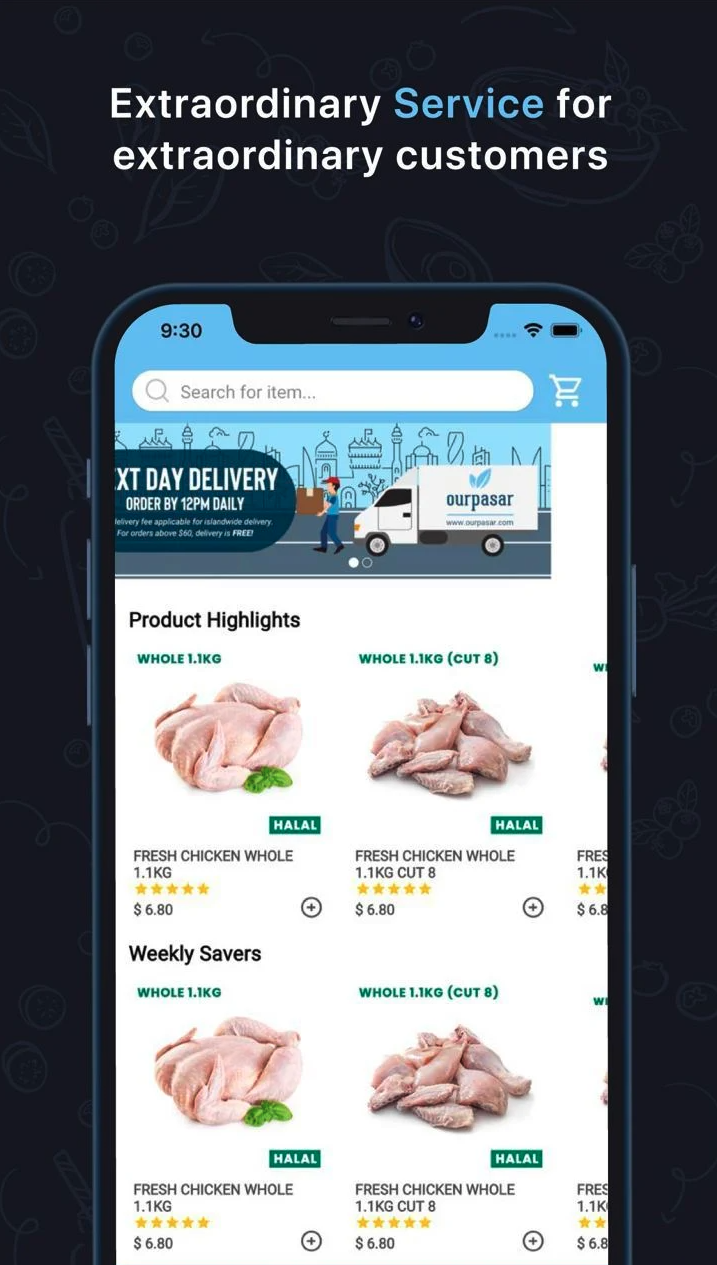 Extraordinary Service for
extraordinary customers
9:30
Search for item...
XT DAY DELIVERY
ORDER BY 12PM DAILY
delivery fee applicable for islandwide delivery.
For orders above $60, delivery is FREE!
ourpasar
www.ourpasar.com
Product Highlights
WHOLE 1.1KG
WHOLE 1.1KG (CUT 8)
HALAL
HALAL
FRESH CHICKEN WHOLE
1.1KG
$ 6.80
FRESH CHICKEN WHOLE
1.1KG CUT 8
$ 6.80
FRES
1.1K
$ 6.8
Weekly Savers
WHOLE 1.1KG
WHOLE 1.1KG (CUT 8)
HALAL
HALAL
FRESH CHICKEN WHOLE
1.1KG
$ 6.80
FRESH CHICKEN WHOLE
1.1KG CUT 8
$ 6.80
FRES
1.1K
$ 6.8